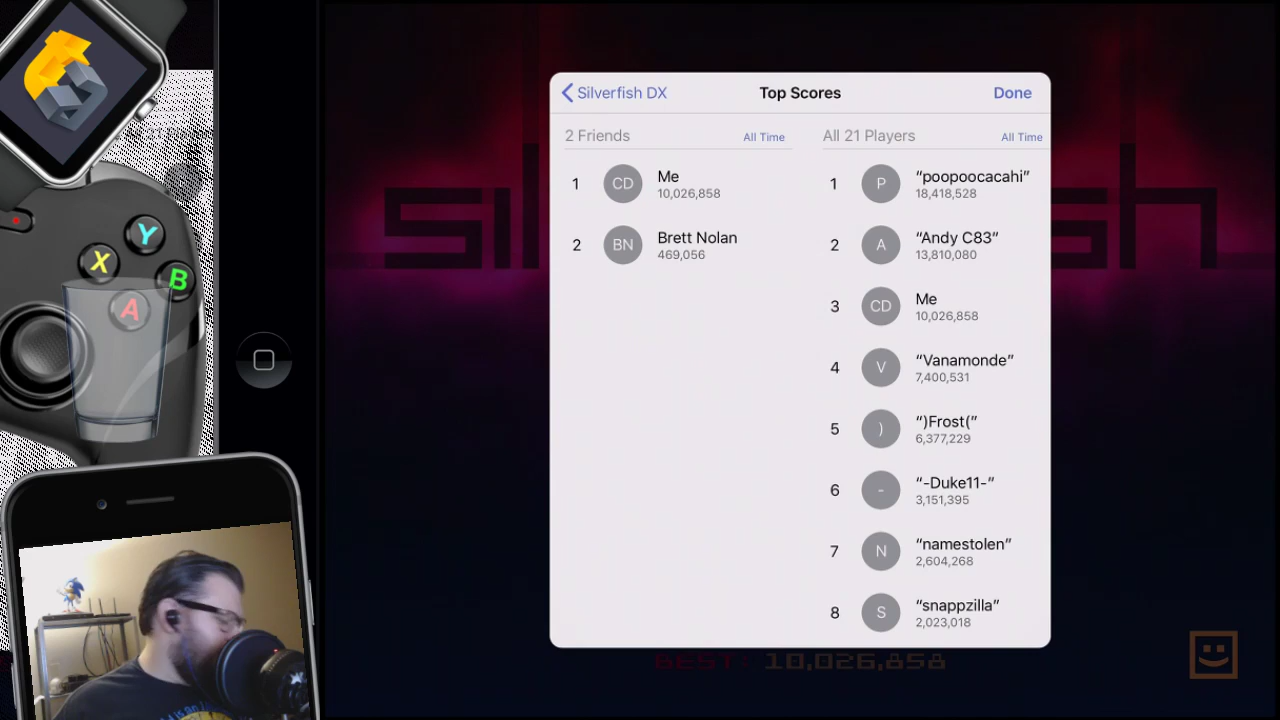 Silverfish DX
Top Scores
Done
2 Friends
All Time
1
CD
Me
10,026,858
2
BN
Brett Nolan
469,056
All 21 Players
All Time
1
P
“poopoocacahi”
18,418,528
2
A
“Andy C83”
13,810,080
3
CD
Me
10,026,858
4
V
“Vanamonde”
7,400,531
5
)
“)Frost(”
6,377,229
6
-
“-Duke11-”
3,151,395
7
N
“namestolen”
2,604,268
8
S
“snappzilla”
2,023,018
BEST: 10,026,858
Y
X
B
A